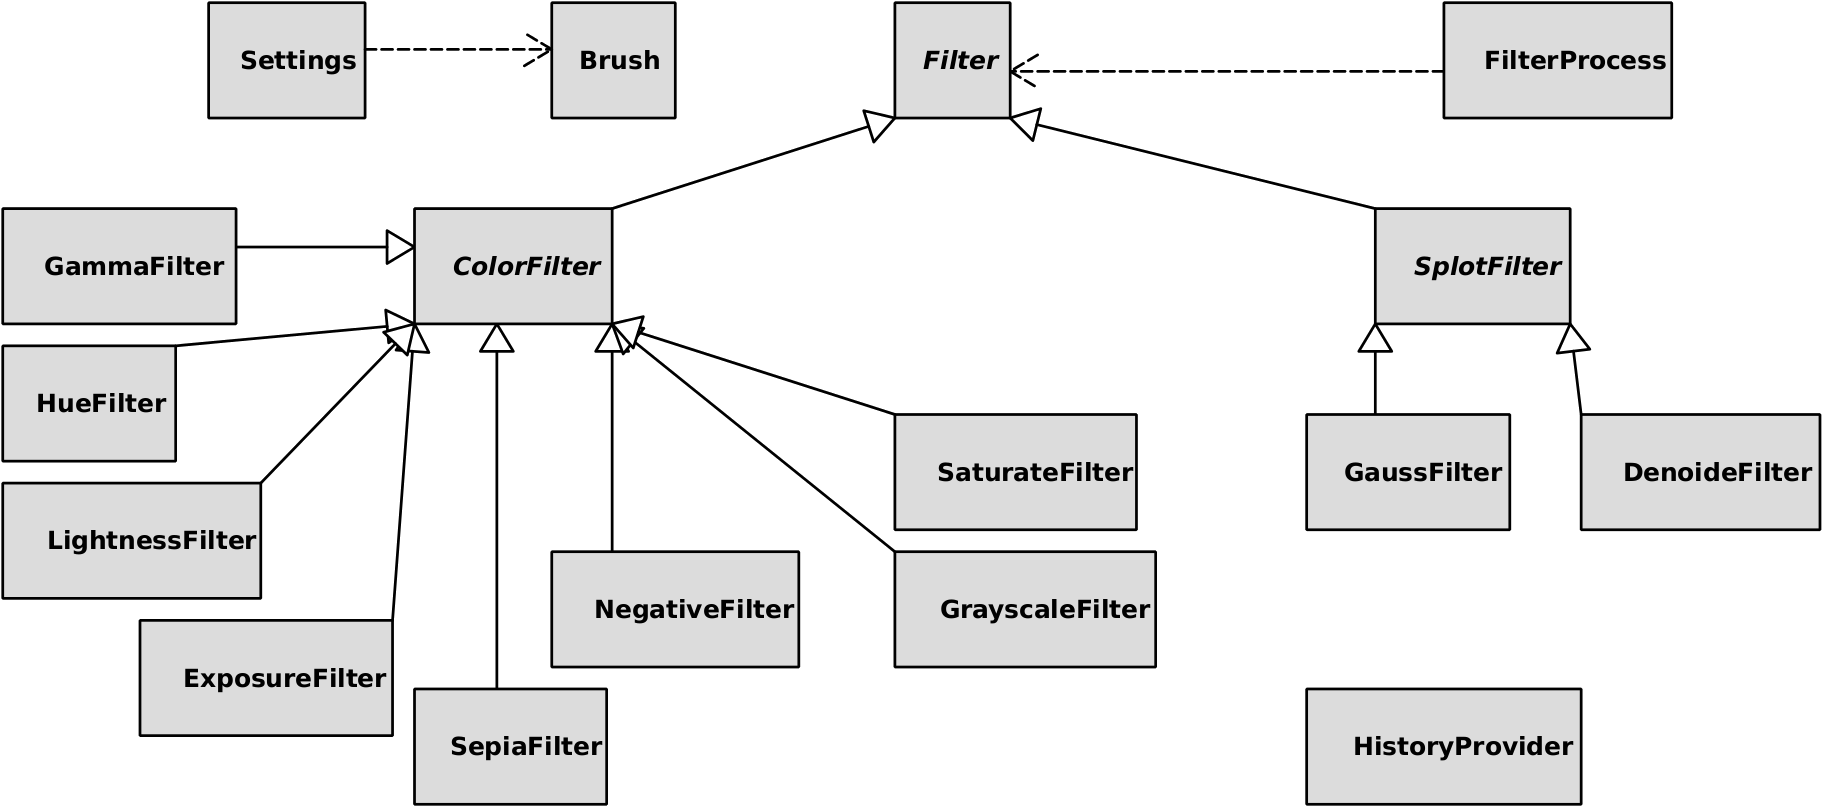 Settings
Brush
Filter
FilterProcess
GammaFilter
ColorFilter
SplotFilter
HueFilter
SaturateFilter
GaussFilter
DenoideFilter
LightnessFilter
NegativeFilter
GrayscaleFilter
ExposureFilter
SepiaFilter
HistoryProvider